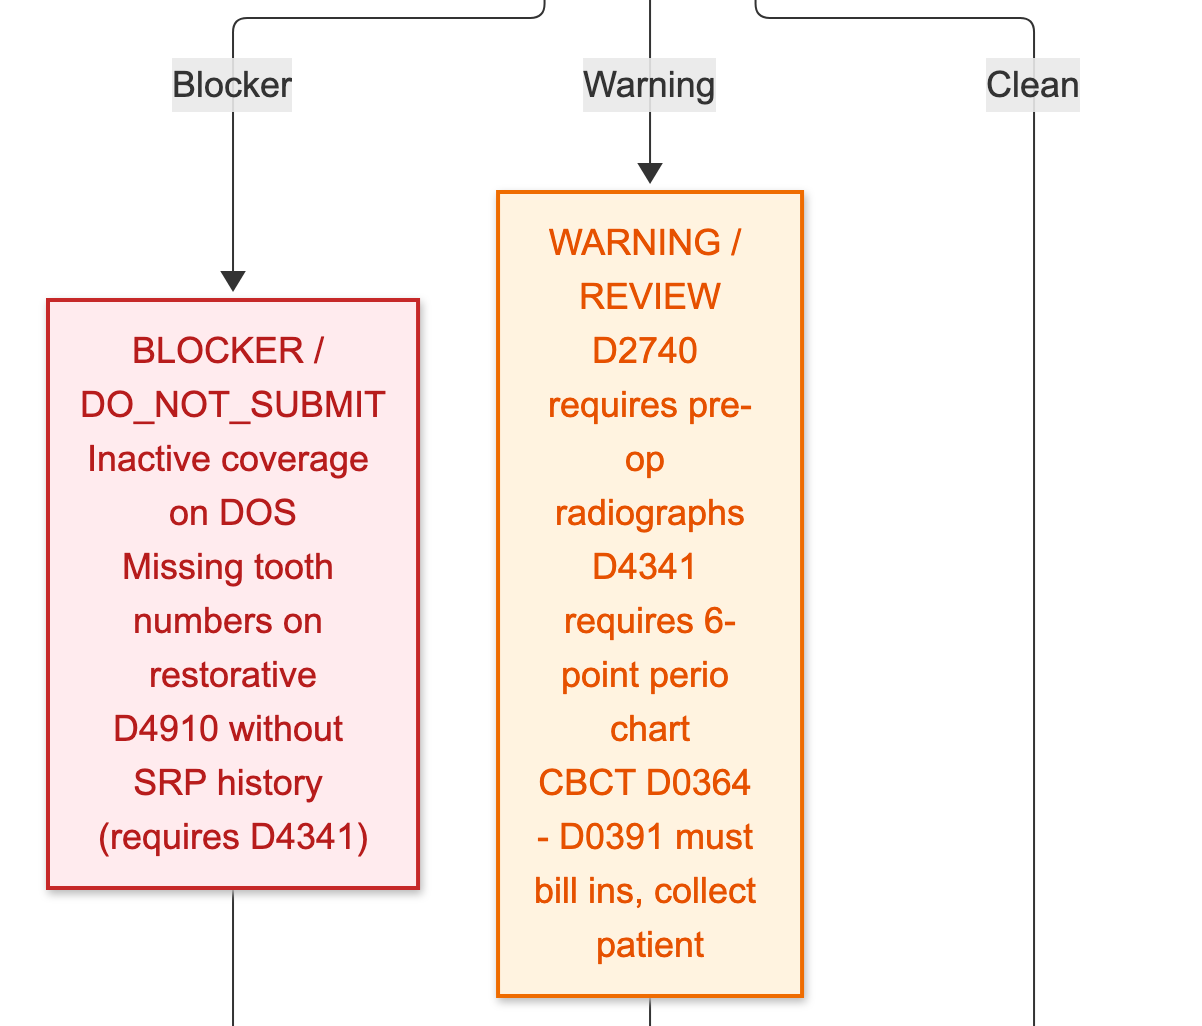 Blocker
Warning
Clean
BLOCKER /
DO_NOT_SUBMIT
Inactive coverage
on DOS
Missing tooth
numbers on
restorative
D4910 without
SRP history
(requires D4341)
WARNING /
REVIEW
D2740
requires pre-
op
radiographs
D4341
requires 6-
point perio
chart
CBCT D0364
- D0391 must
bill ins, collect
patient